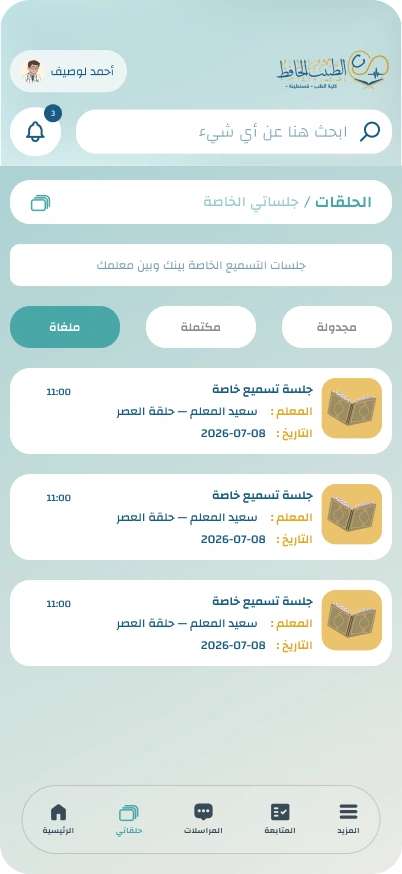 الطبيب الحافظ
- كلية الطب - قسنطينة -
أحمد لوصيف
ابحث هنا عن أي شيء
3
الحلقات / جلساتي الخاصة
جلسات التسميع الخاصة بينك وبين معلمك
مجدولة
مكتملة
ملغاة
جلسة تسميع خاصة 11:00
المعلم : سعيد المعلم — حلقة العصر
التاريخ : 2026-07-08
جلسة تسميع خاصة 11:00
المعلم : سعيد المعلم — حلقة العصر
التاريخ : 2026-07-08
جلسة تسميع خاصة 11:00
المعلم : سعيد المعلم — حلقة العصر
التاريخ : 2026-07-08
المزيد
المتابعة
المراسلات
حلقاتي
الرئيسية